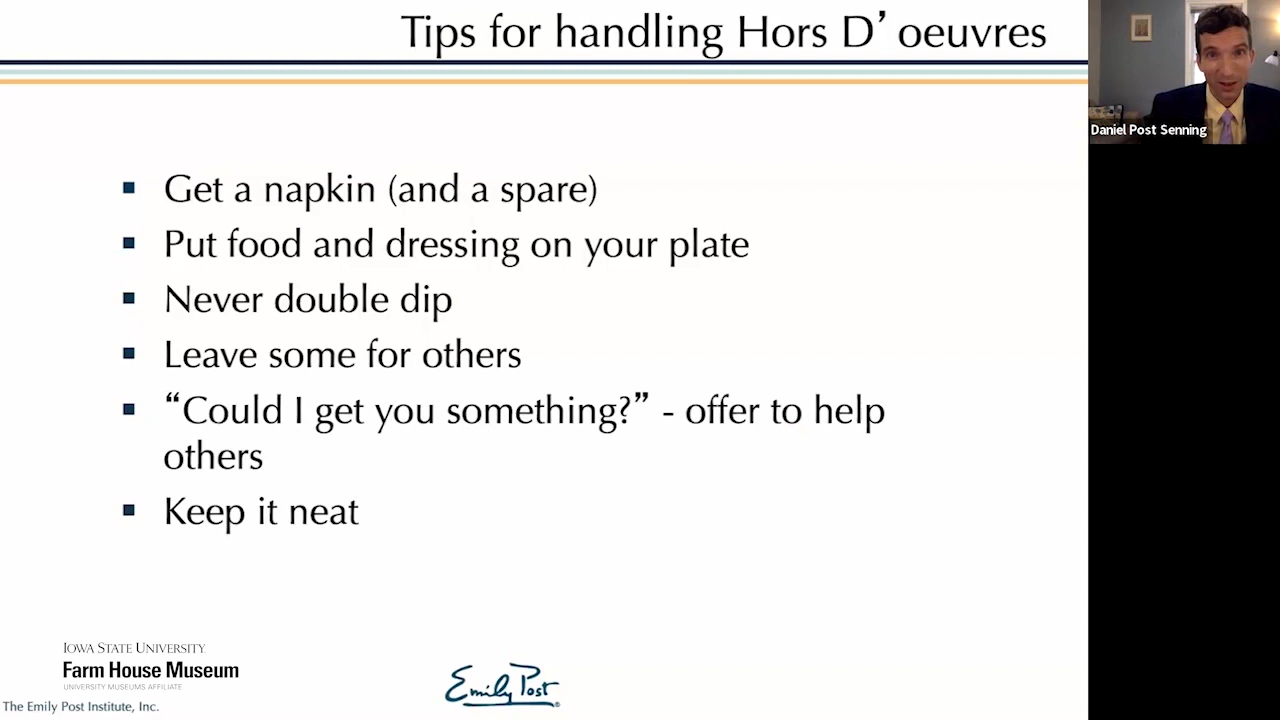 Tips for handling Hors D’oeuvres
Daniel Post Senning
▪ Get a napkin (and a spare)
▪ Put food and dressing on your plate
▪ Never double dip
▪ Leave some for others
▪ “Could I get you something?” - offer to help
others
▪ Keep it neat
IOWA STATE UNIVERSITY
Farm House Museum
UNIVERSITY MUSEUMS AFFILIATE
Emily Post®
The Emily Post Institute, Inc.